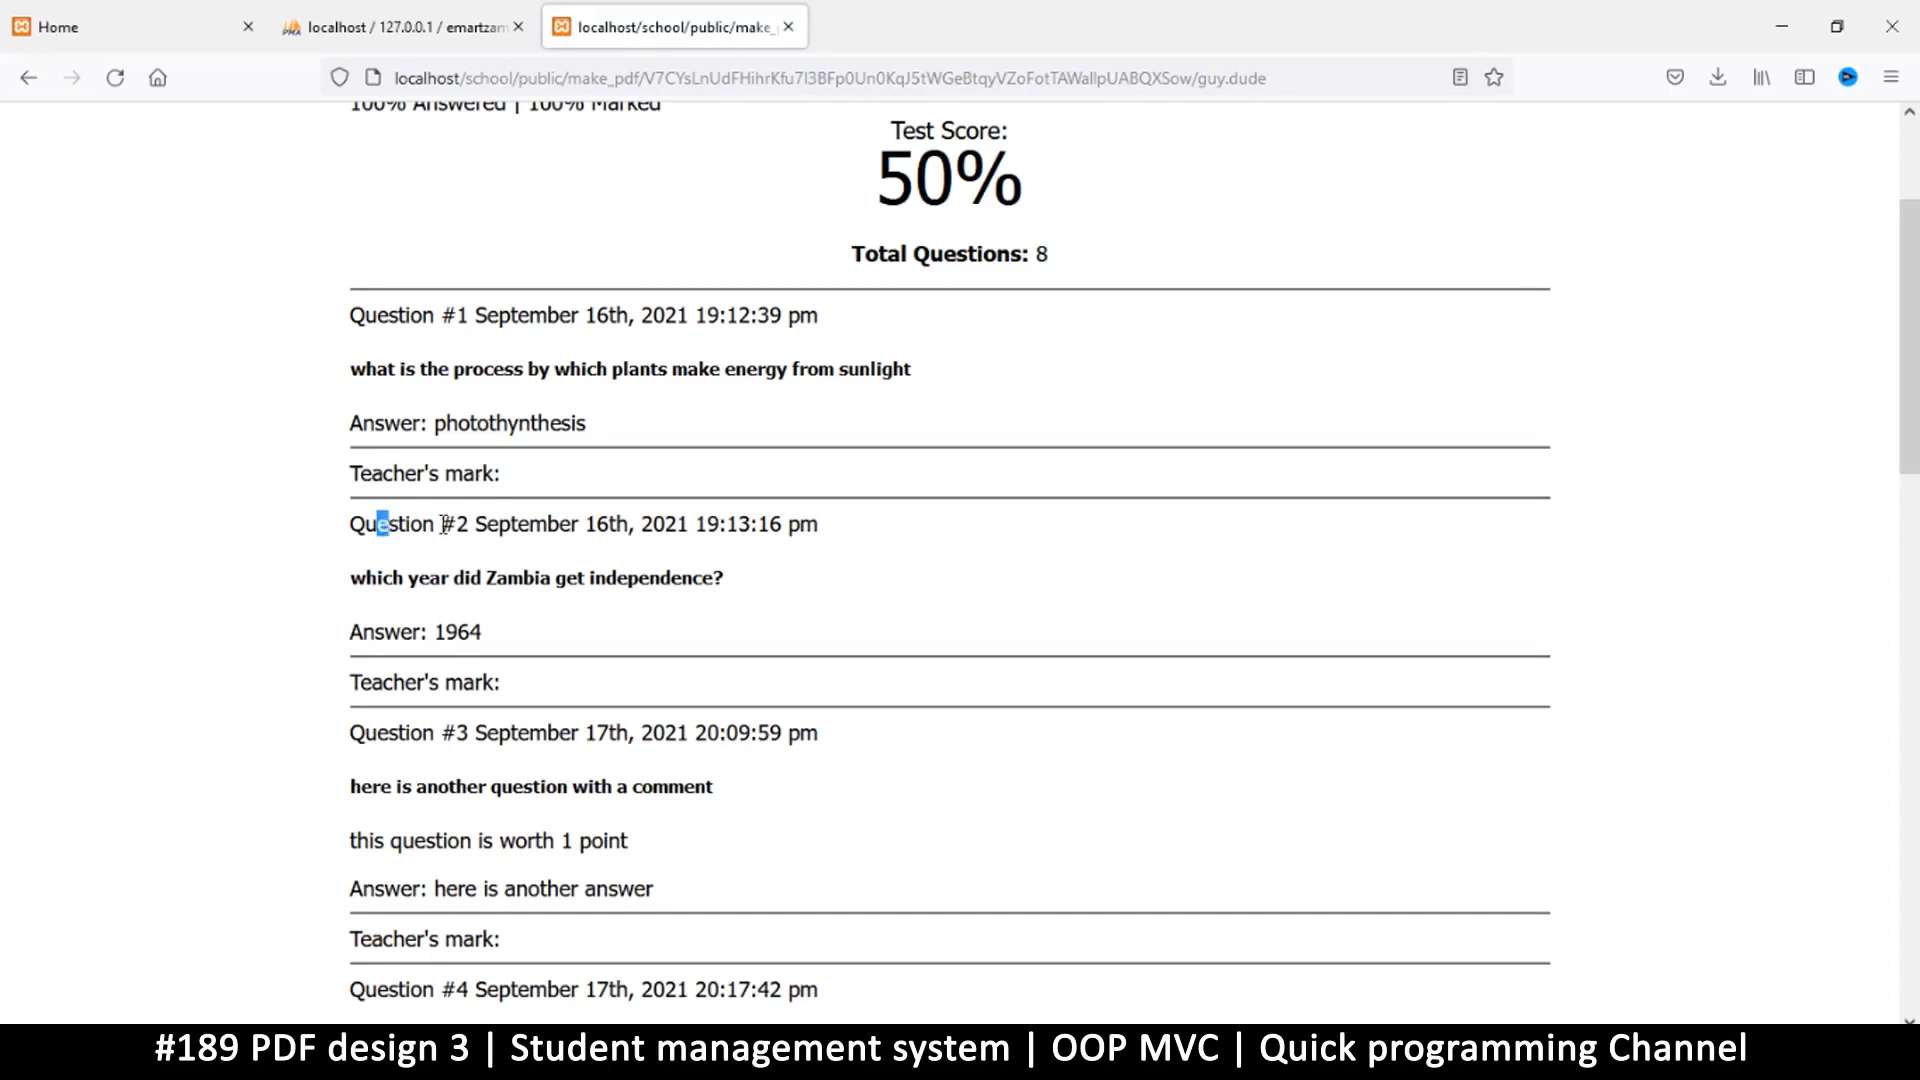 Home
localhost / 127.0.0.1 / emartzam
localhost/school/public/make_
localhost/school/public/make_pdf/V7CYsLnUdFHihrKfu7I3BFp0Un0KqJ5tWGeBtqyVZoFotTAWallpUABQXSow/guy.dude
100% Answered | 100% Marked
Test Score:
50%
Total Questions: 8
Question #1 September 16th, 2021 19:12:39 pm
what is the process by which plants make energy from sunlight
Answer: photothynthesis
Teacher's mark:
Question #2 September 16th, 2021 19:13:16 pm
which year did Zambia get independence?
Answer: 1964
Teacher's mark:
Question #3 September 17th, 2021 20:09:59 pm
here is another question with a comment
this question is worth 1 point
Answer: here is another answer
Teacher's mark:
Question #4 September 17th, 2021 20:17:42 pm
#189 PDF design 3 | Student management system | OOP MVC | Quick programming Channel